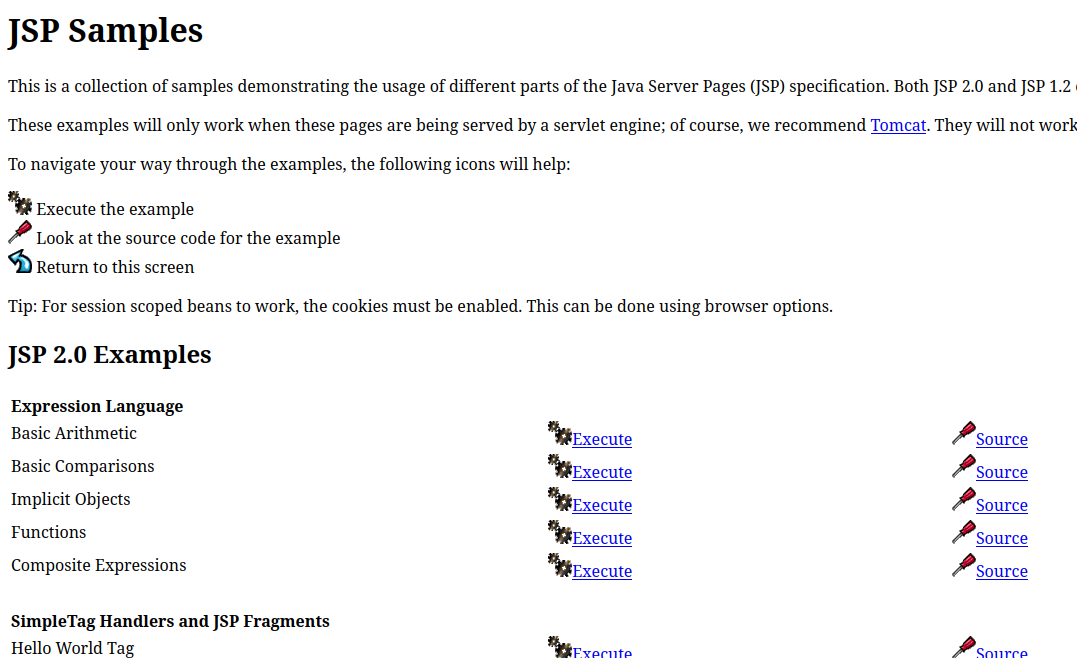 JSP Samples
This is a collection of samples demonstrating the usage of different parts of the Java Server Pages (JSP) specification. Both JSP 2.0 and JSP 1.2
These examples will only work when these pages are being served by a servlet engine; of course, we recommend Tomcat. They will not work
To navigate your way through the examples, the following icons will help:
Execute the example
Look at the source code for the example
Return to this screen
Tip: For session scoped beans to work, the cookies must be enabled. This can be done using browser options.
JSP 2.0 Examples
Expression Language
Basic Arithmetic Execute Source
Basic Comparisons Execute Source
Implicit Objects Execute Source
Functions Execute Source
Composite Expressions Execute Source
SimpleTag Handlers and JSP Fragments
Hello World Tag Execute Source